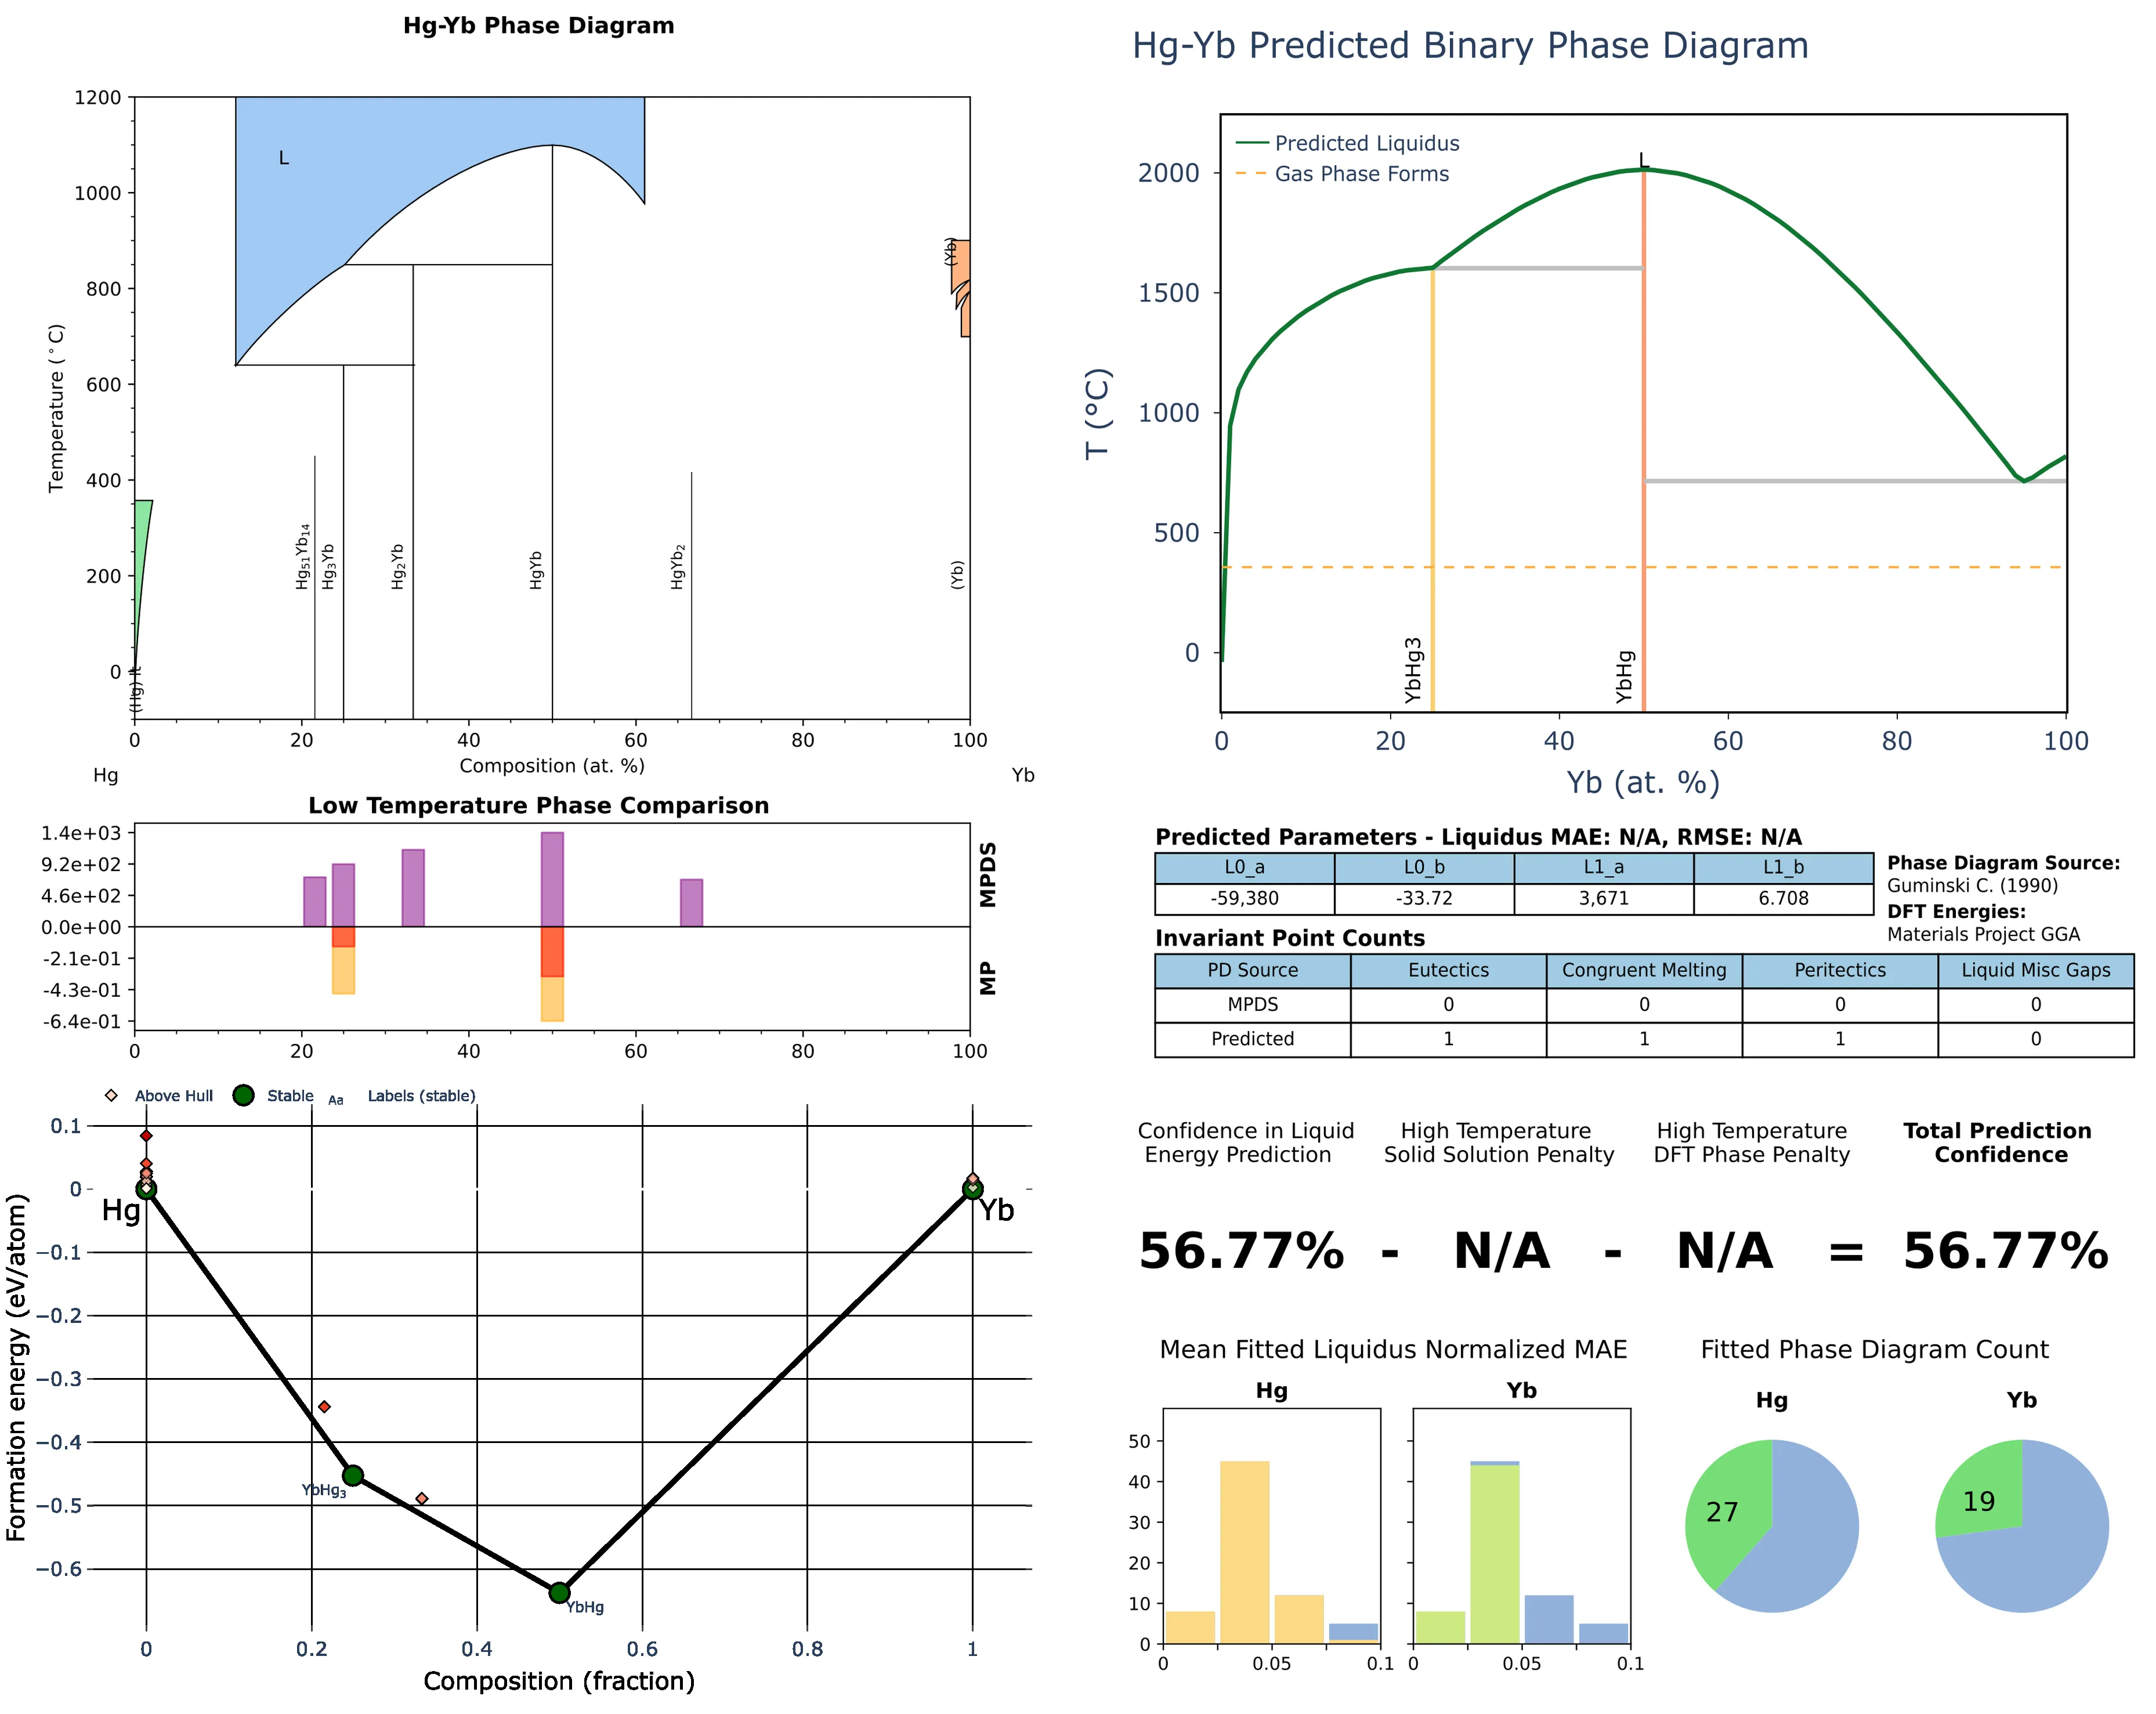 Hg-Yb Phase Diagram
1200
1000
800
600
400
200
0
Temperature (°C)
L
Hg51Yb14
Hg3Yb
Hg2Yb
HgYb
HgYb2
(Yb)
(Yb)
(Hg) lt
0 20 40 60 80 100
Composition (at. %)
Hg Yb
Low Temperature Phase Comparison
1.4e+03
9.2e+02
4.6e+02
0.0e+00
-2.1e-01
-4.3e-01
-6.4e-01
MPDS
MP
0 20 40 60 80 100
Above Hull Stable Aa Labels (stable)
0.1
0
−0.1
−0.2
−0.3
−0.4
−0.5
−0.6
Formation energy (eV/atom)
Hg
Yb
YbHg3
YbHg
0 0.2 0.4 0.6 0.8 1
Composition (fraction)
Hg-Yb Predicted Binary Phase Diagram
Predicted Liquidus
Gas Phase Forms
L
2000
1500
1000
500
0
T (°C)
YbHg3
YbHg
0 20 40 60 80 100
Yb (at. %)
Predicted Parameters - Liquidus MAE: N/A, RMSE: N/A
L0_a L0_b L1_a L1_b
-59,380 -33.72 3,671 6.708
Phase Diagram Source:
Guminski C. (1990)
DFT Energies:
Materials Project GGA
Invariant Point Counts
PD Source Eutectics Congruent Melting Peritectics Liquid Misc Gaps
MPDS 0 0 0 0
Predicted 1 1 1 0
Confidence in Liquid
Energy Prediction
High Temperature
Solid Solution Penalty
High Temperature
DFT Phase Penalty
Total Prediction
Confidence
56.77% - N/A - N/A = 56.77%
Mean Fitted Liquidus Normalized MAE
Hg
Yb
50
40
30
20
10
0
0 0.05 0.1
0 0.05 0.1
Fitted Phase Diagram Count
Hg
Yb
27
19